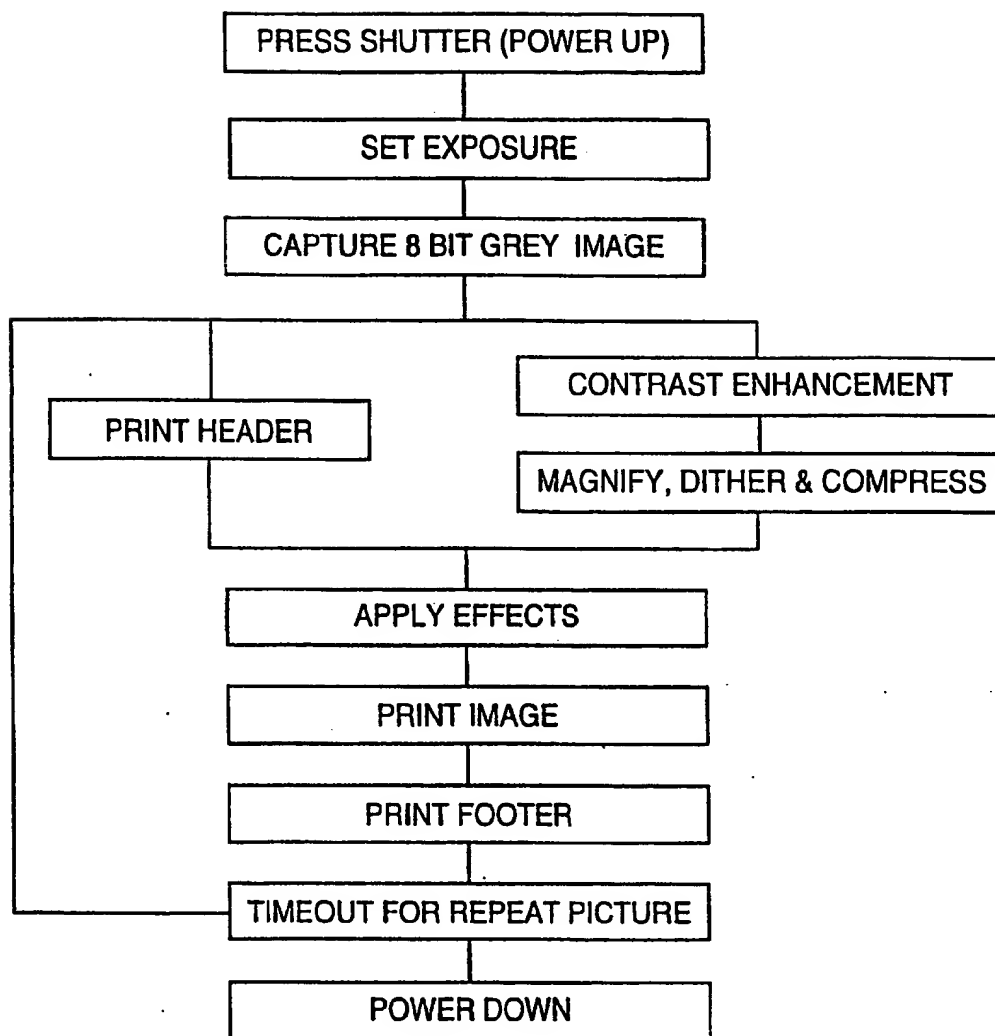 PRESS SHUTTER (POWER UP)
SET EXPOSURE
CAPTURE 8 BIT GREY IMAGE
PRINT HEADER
CONTRAST ENHANCEMENT
MAGNIFY, DITHER & COMPRESS
APPLY EFFECTS
PRINT IMAGE
PRINT FOOTER
TIMEOUT FOR REPEAT PICTURE
POWER DOWN